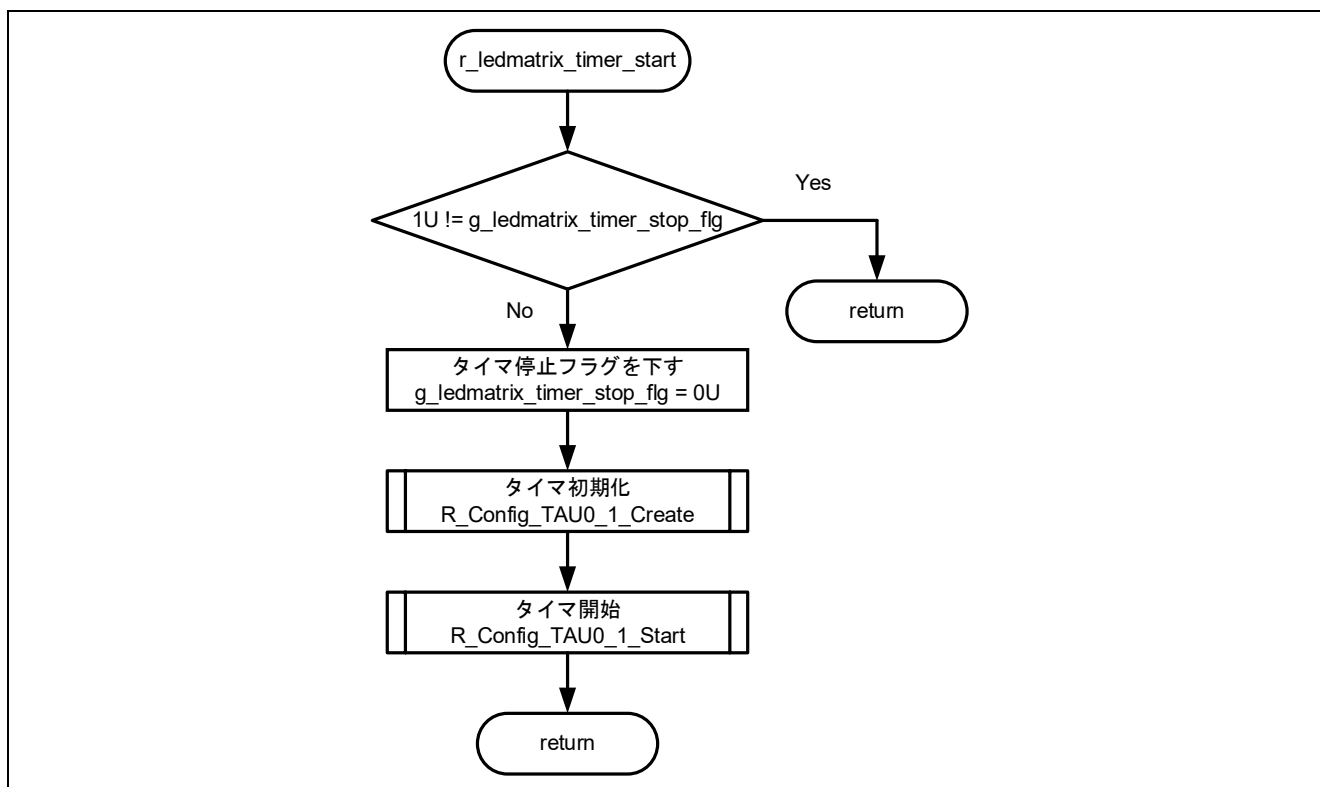 r_ledmatrix_timer_start
1U != g_ledmatrix_timer_stop_flg
Yes
return
No
タイマ停止フラグを下す
g_ledmatrix_timer_stop_flg = 0U
タイマ初期化
R_Config_TAU0_1_Create
タイマ開始
R_Config_TAU0_1_Start
return